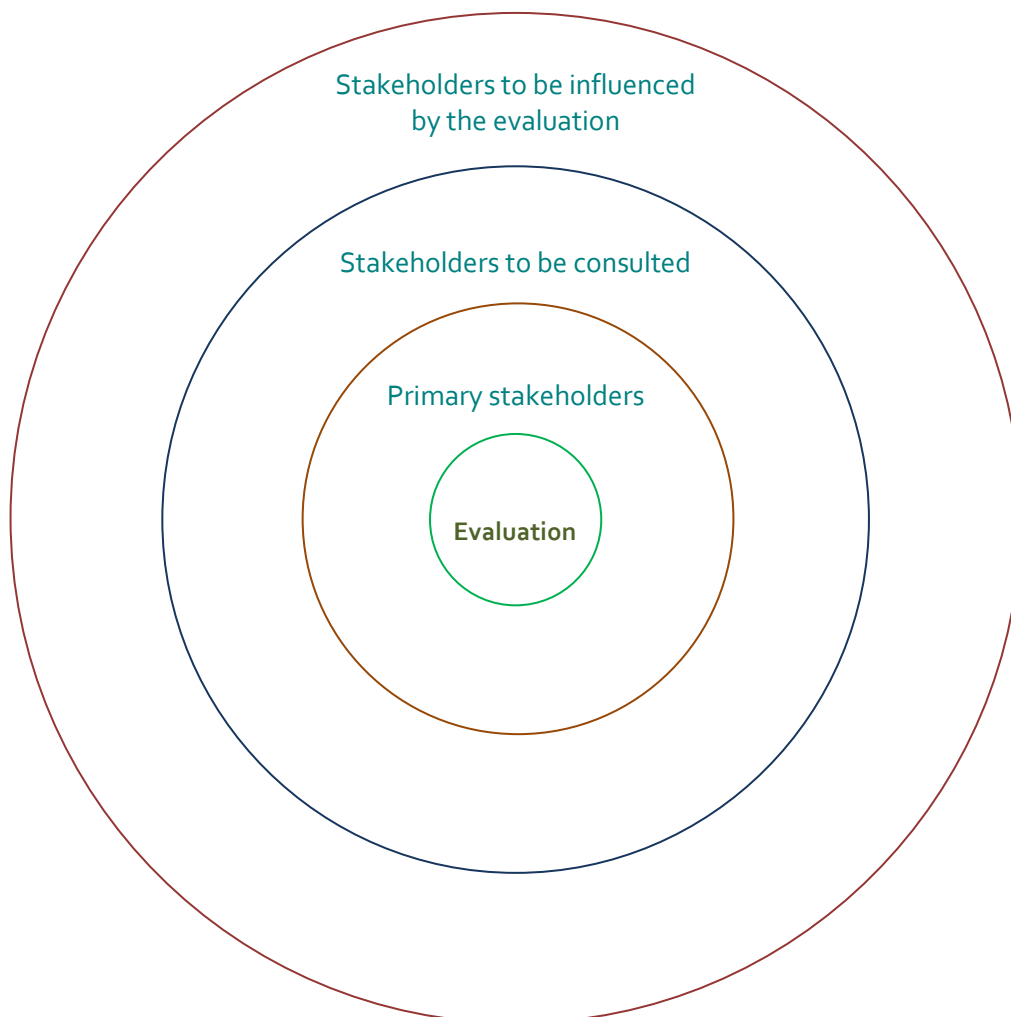 Stakeholders to be influenced
by the evaluation
Stakeholders to be consulted
Primary stakeholders
Evaluation